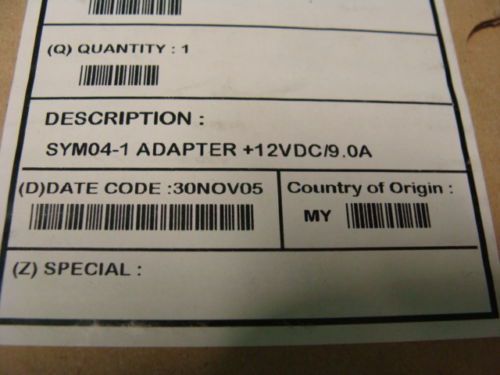 (Q) QUANTITY : 1
DESCRIPTION :
SYM04-1 ADAPTER +12VDC/9.0A
(D)DATE CODE :30NOV05
Country of Origin :
MY
(Z) SPECIAL :